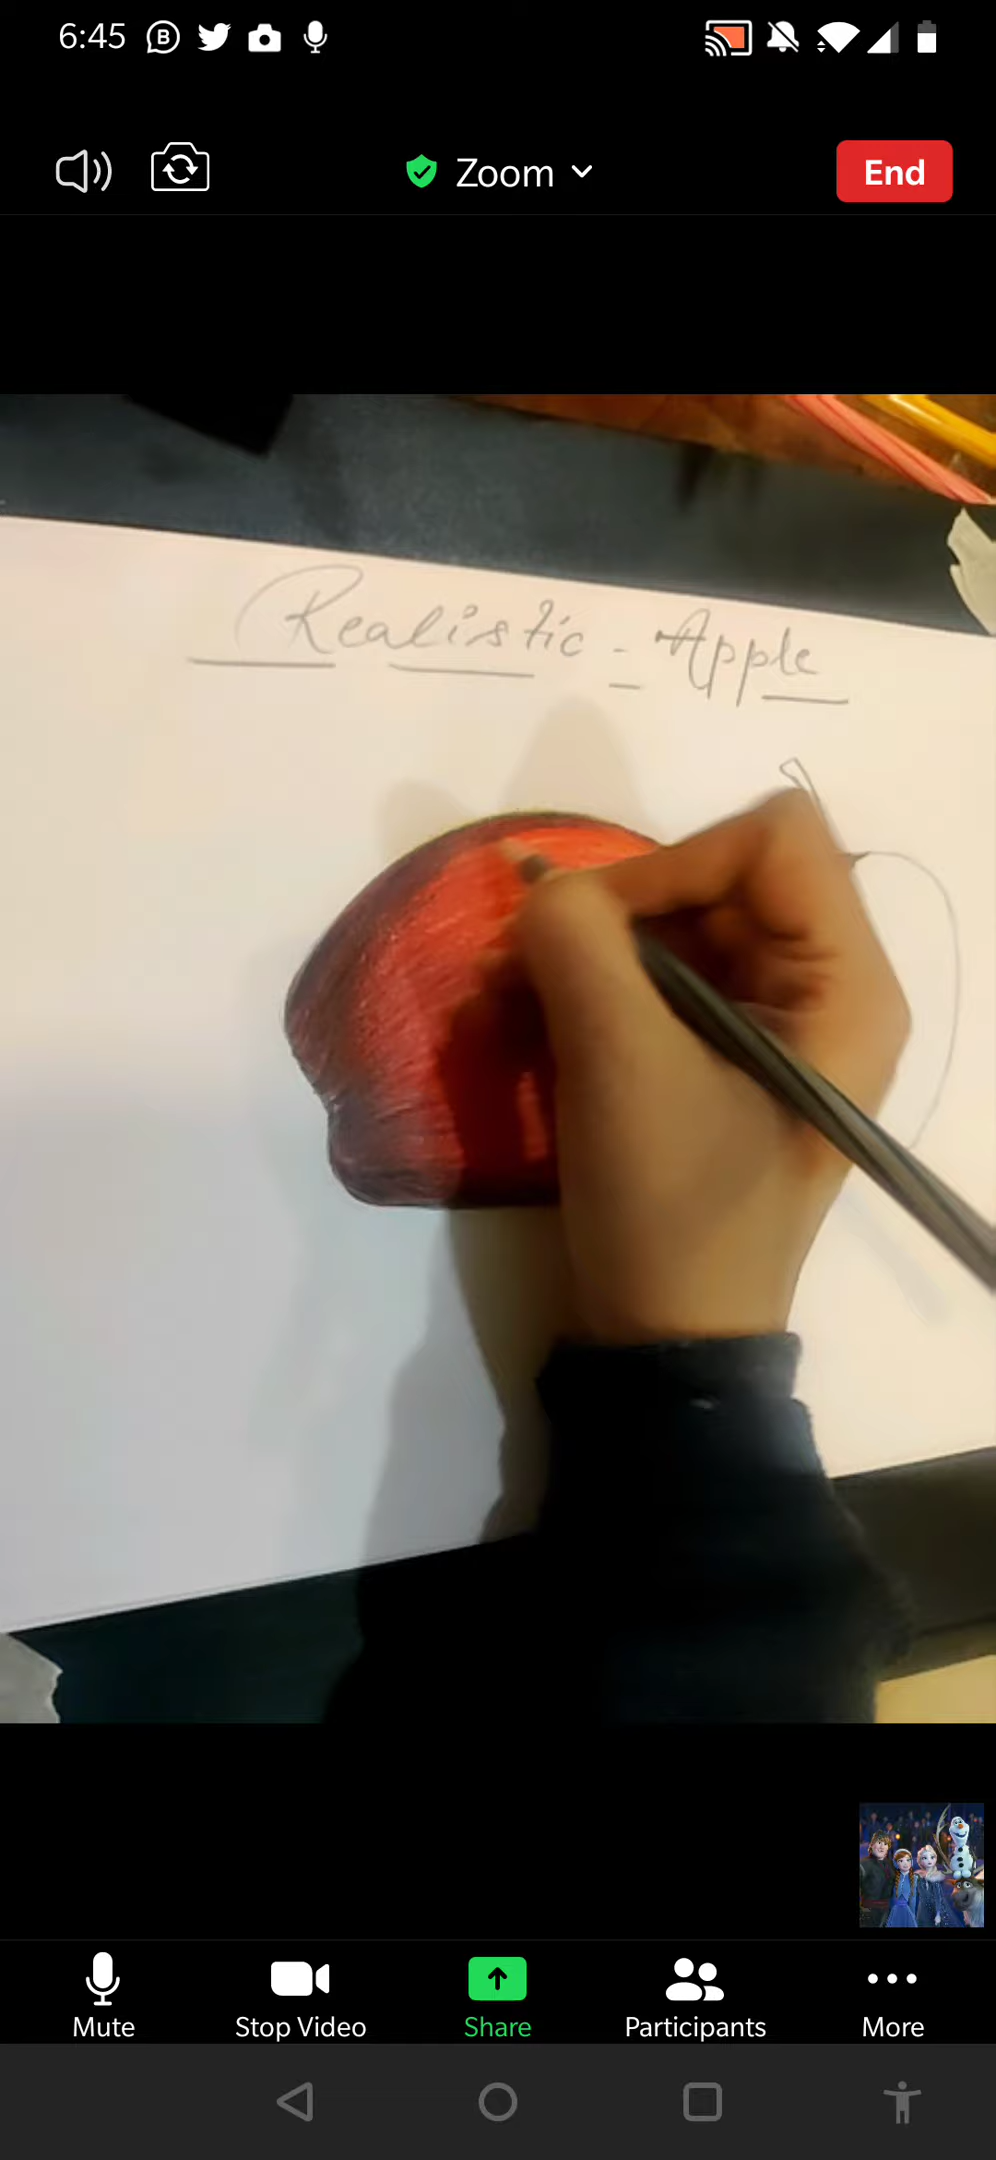 6:45
Zoom
End
Realistic - Apple
Mute
Stop Video
Share
Participants
More